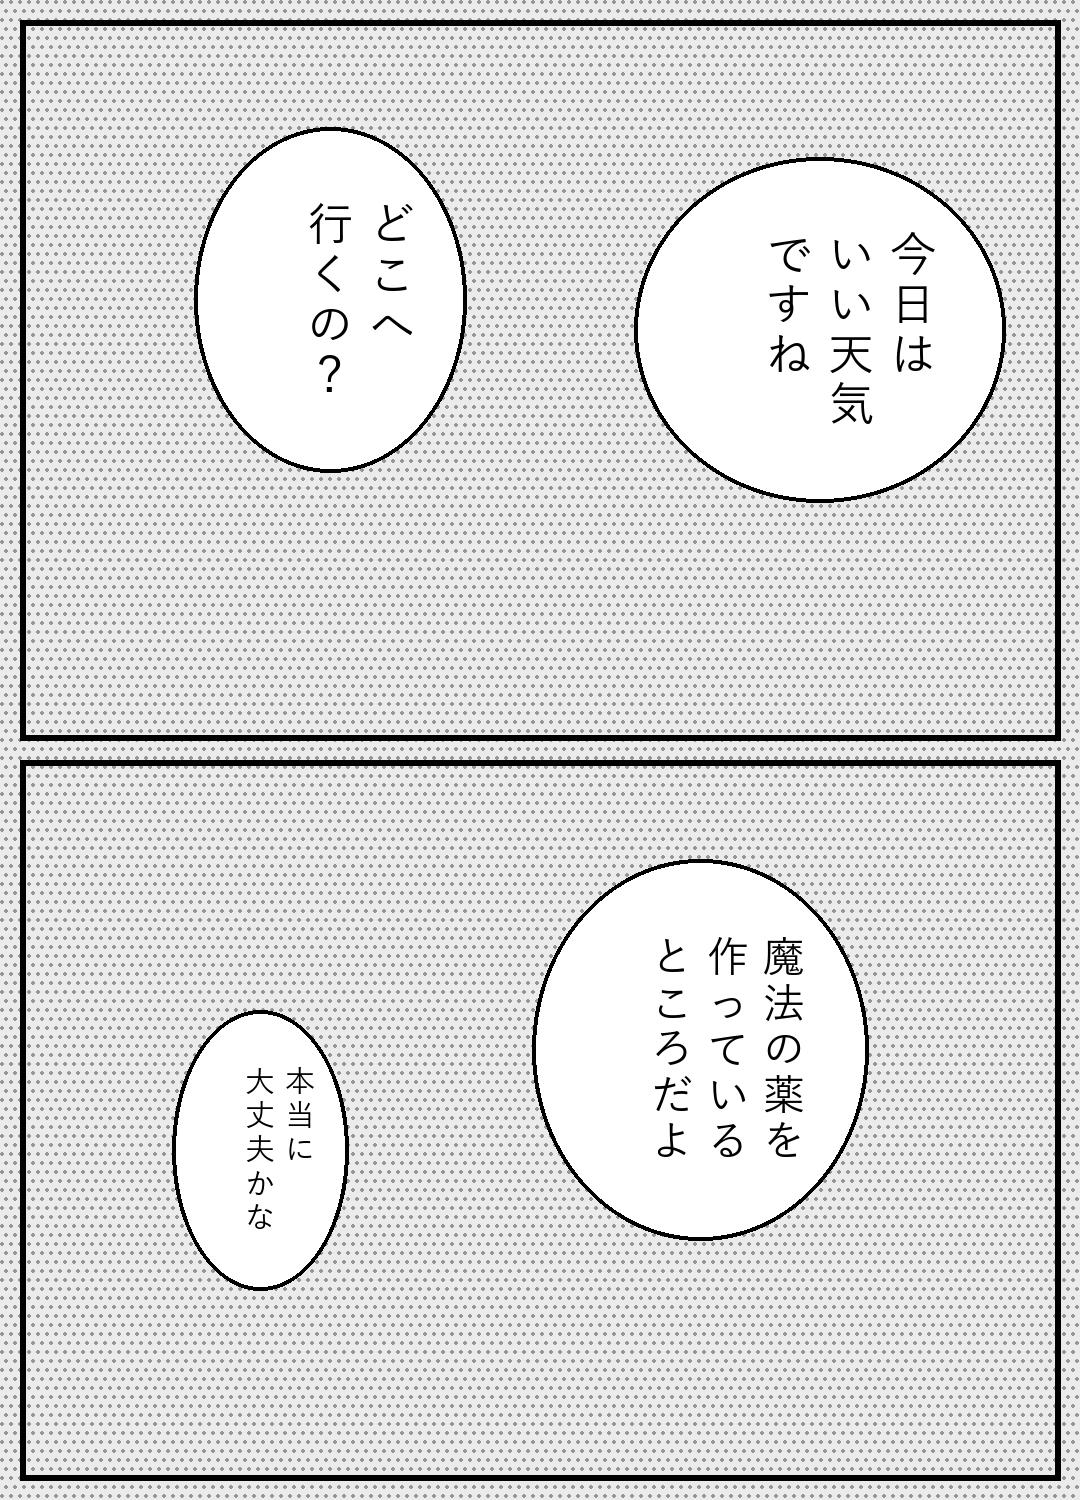 今日は
いい天気
ですね
どこへ
行くの？
魔法の薬を
作っている
ところだよ
本当に
大丈夫かな